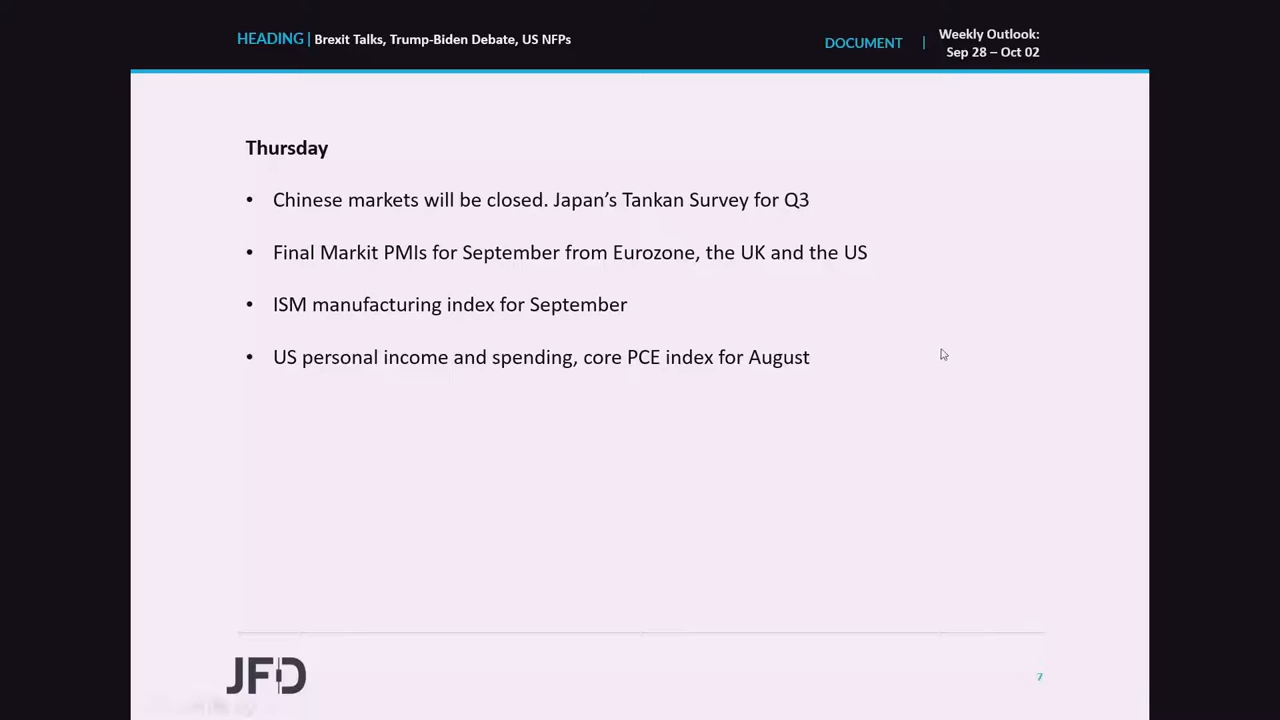 HEADING | Brexit Talks, Trump-Biden Debate, US NFPs
DOCUMENT | Weekly Outlook:
Sep 28 – Oct 02
Thursday
• Chinese markets will be closed. Japan’s Tankan Survey for Q3
• Final Markit PMIs for September from Eurozone, the UK and the US
• ISM manufacturing index for September
• US personal income and spending, core PCE index for August
JFD
7